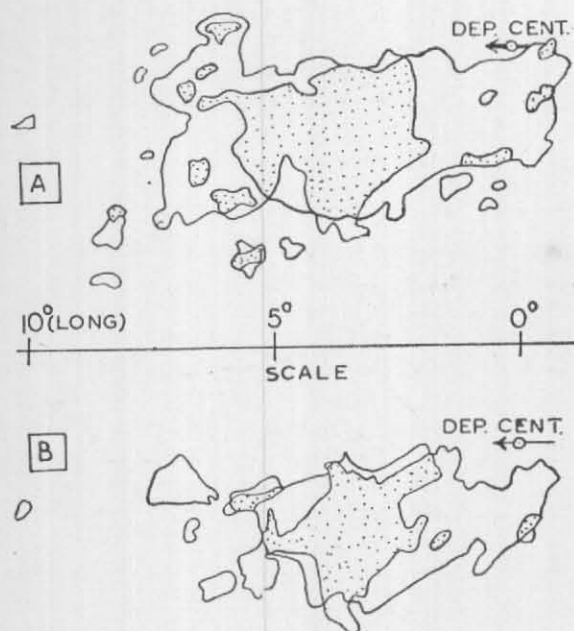 DEP. CENT.
A
10° (LONG)
5°
0°
SCALE
DEP. CENT.
B